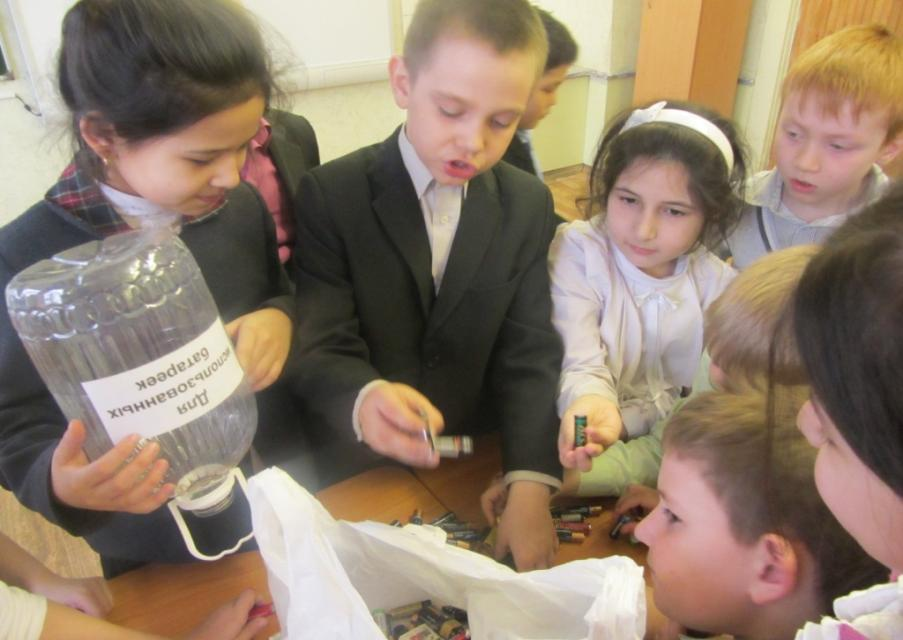 Для
использованных
батареек